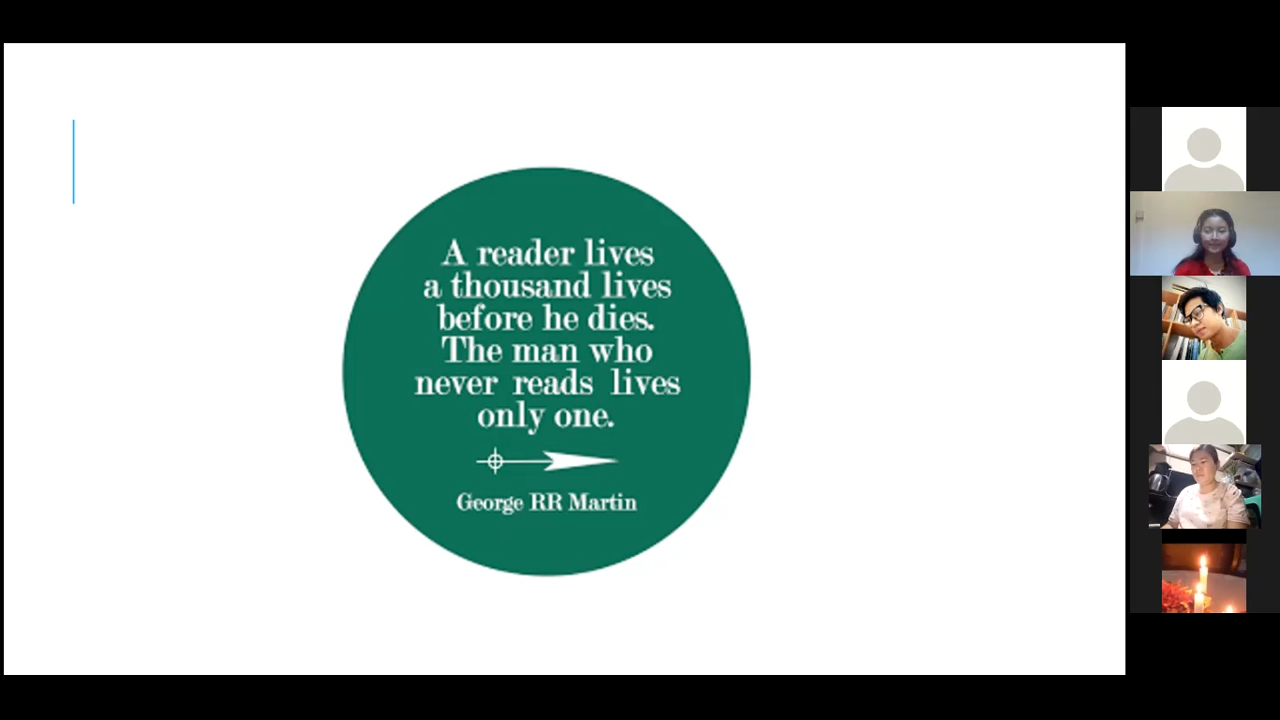 A reader lives
a thousand lives
before he dies.
The man who
never reads lives
only one.
George RR Martin